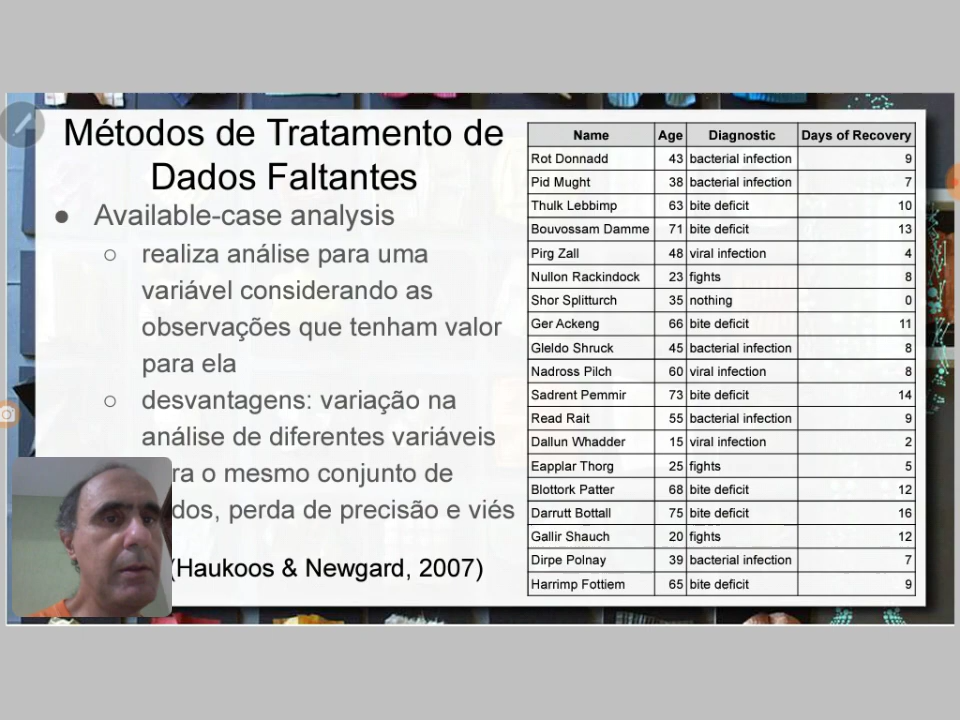 Métodos de Tratamento de
Dados Faltantes
● Available-case analysis
○ realiza análise para uma
variável considerando as
observações que tenham valor
para ela
○ desvantagens: variação na
análise de diferentes variáveis
o mesmo conjunto de
perda de precisão e viés
(Haukoos & Newgard, 2007)
Name Age Diagnostic Days of Recovery
Rot Donnadd 43 bacterial infection 9
Pid Mught 38 bacterial infection 7
Thulk Lebbimp 63 bite deficit 10
Bouvossam Damme 71 bite deficit 13
Pirg Zall 48 viral infection 4
Nullon Rackindock 23 fights 8
Shor Splitturch 35 nothing 0
Ger Ackeng 66 bite deficit 11
Gleldo Shruck 45 bacterial infection 8
Nadross Pilch 60 viral infection 8
Sadrent Pemmir 73 bite deficit 14
Read Rait 55 bacterial infection 9
Dallun Whadder 15 viral infection 2
Eapplar Thorg 25 fights 5
Blottork Patter 68 bite deficit 12
Darrutt Bottall 75 bite deficit 16
Gallir Shauch 20 fights 12
Dirpe Polnay 39 bacterial infection 7
Harrimp Fottiem 65 bite deficit 9